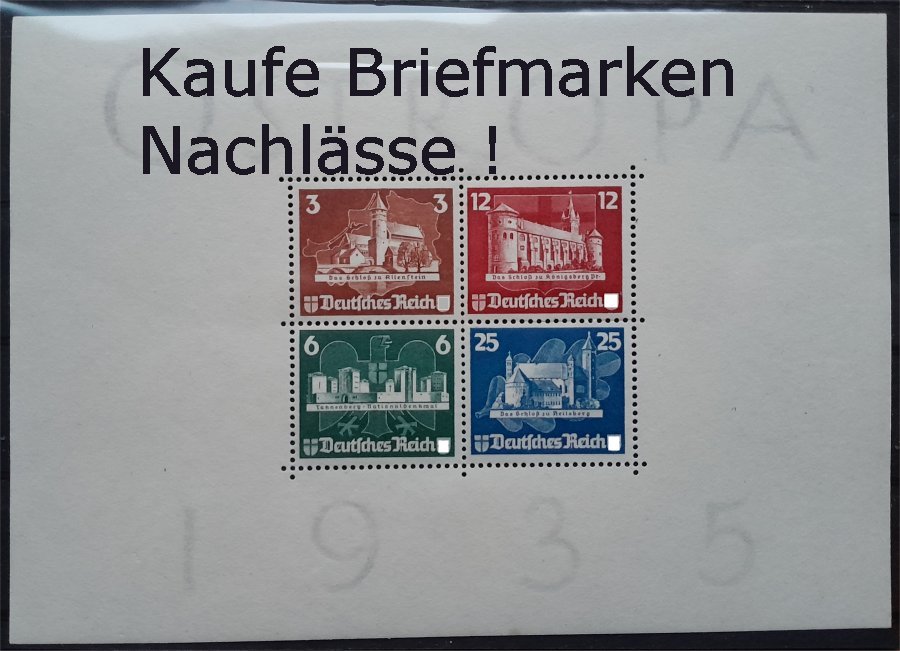 Kaufe Briefmarken
OSTROPA
Nachlässe !
3 3
Das Schloß zu Allenstein
Deutsches Reich
12 12
Das Schloß zu Königsberg Pr.
Deutsches Reich
6 6
Tannenberg-Nationaldenkmal
Deutsches Reich
25 25
Das Schloß zu Heilsberg
Deutsches Reich
1935